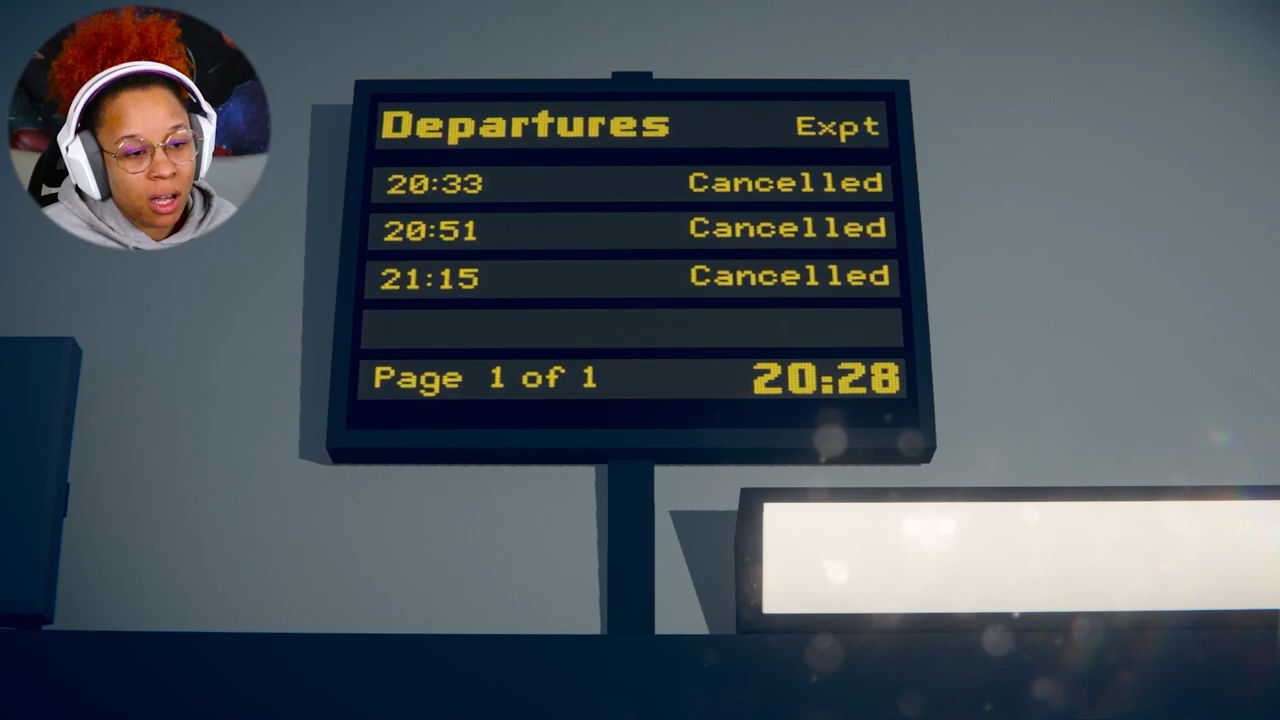 Departures Expt
20:33 Cancelled
20:51 Cancelled
21:15 Cancelled
Page 1 of 1 20:28